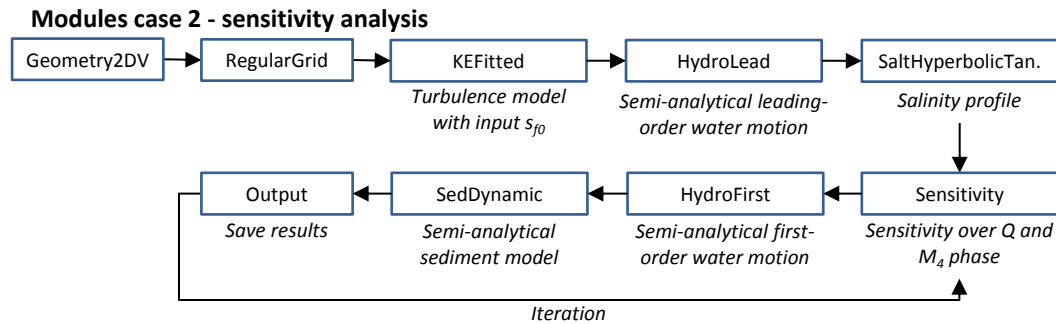 Modules case 2 - sensitivity analysis
Geometry2DV
RegularGrid
KEFitted
HydroLead
SaltHyperbolicTan.
Turbulence model
with input s_f0
Semi-analytical leading-
order water motion
Salinity profile
Output
SedDynamic
HydroFirst
Sensitivity
Save results
Semi-analytical
sediment model
Semi-analytical first-
order water motion
Sensitivity over Q and
M_4 phase
Iteration